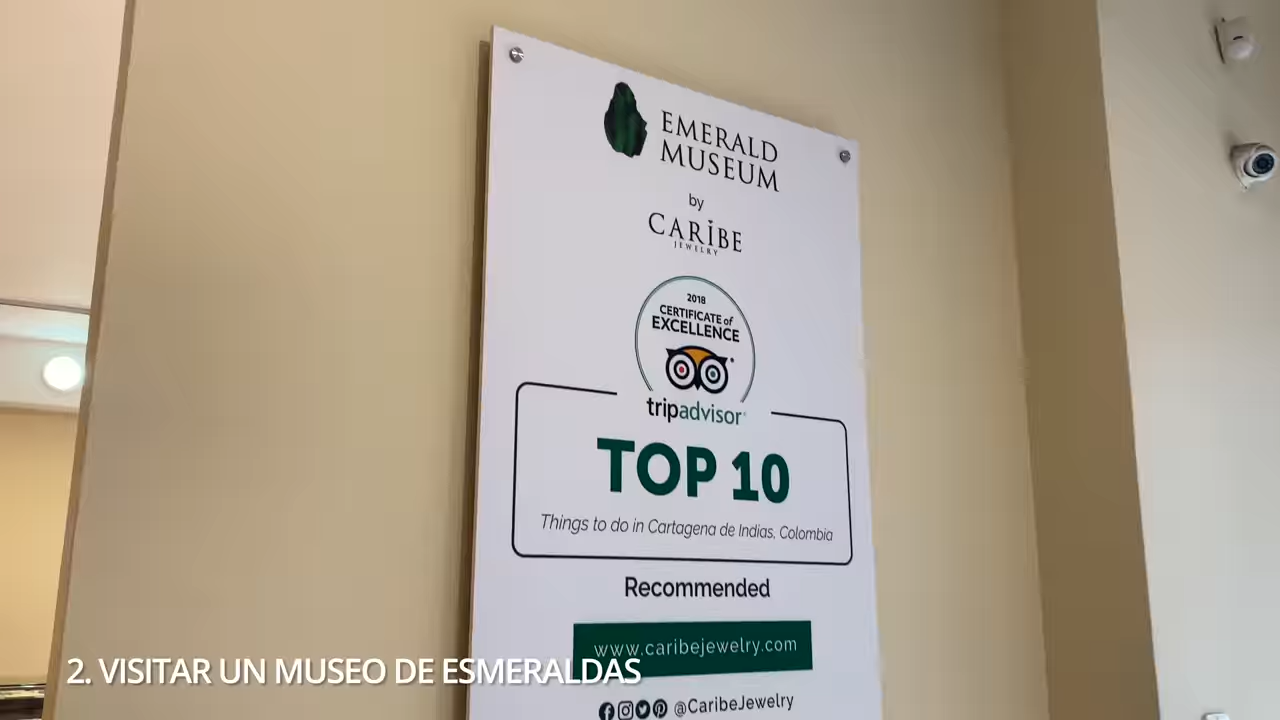 EMERALD
MUSEUM
by
CARIBE
JEWELRY
2018
CERTIFICATE of
EXCELLENCE
tripadvisor
TOP 10
Things to do in Cartagena de Indias, Colombia
Recommended
www.caribejewelry.com
@CaribeJewelry
2. VISITAR UN MUSEO DE ESMERALDAS